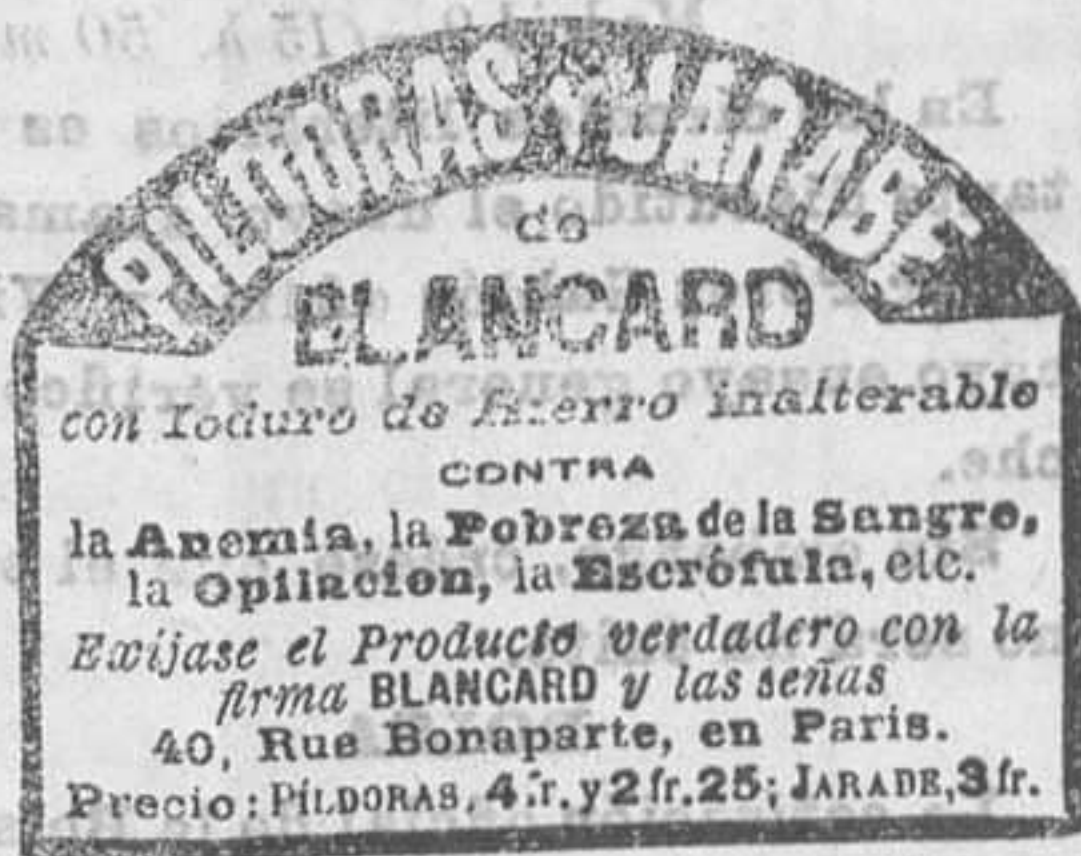 PILDORAS Y JARABE
de
BLANCARD
con Ioduro de hierro inalterable
CONTRA
la Anemia, la Pobreza de la Sangre,
la Opilacion, la Escrófula, etc.
Exíjase el Producto verdadero con la
firma BLANCARD y las señas
40, Rue Bonaparte, en Paris.
Precio: PÍLDORAS, 4 fr. y 2 fr. 25; JARABE, 3 fr.